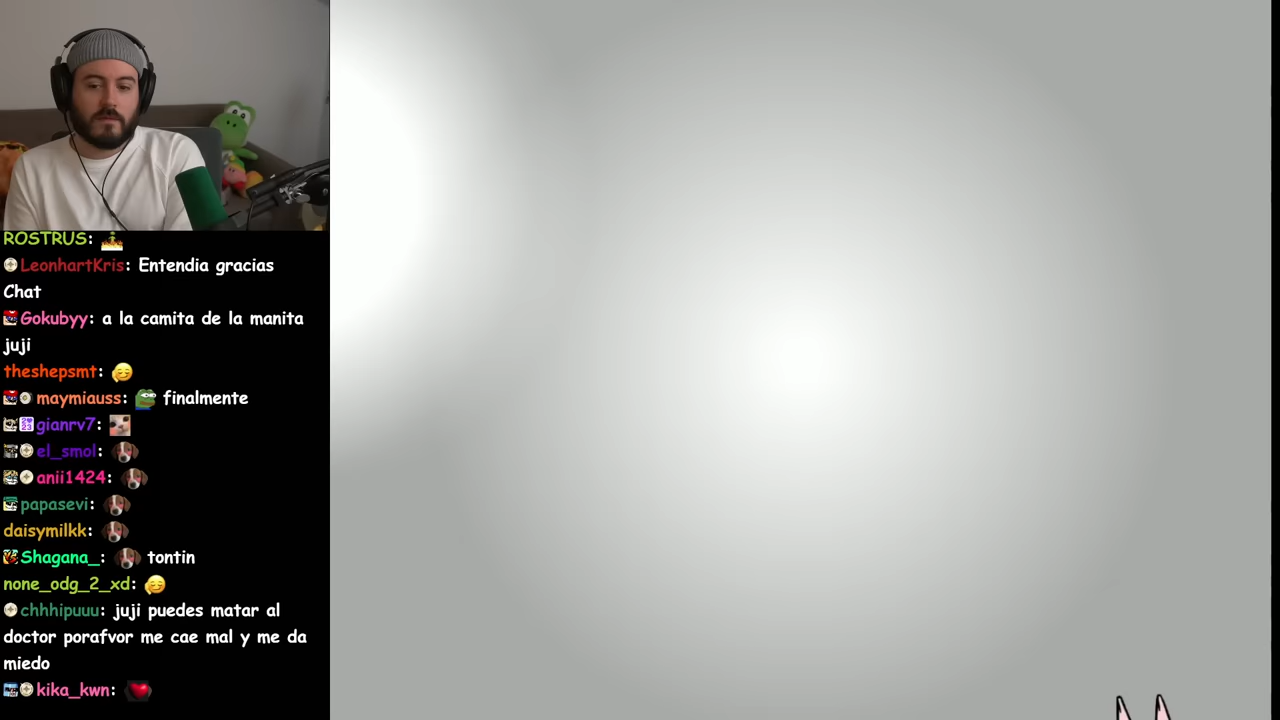 ROSTRUS:
LeonhartKris: Entendia gracias
Chat
Gokubyy: a la camita de la manita
juji
theshepsmt:
maymiauss: finalmente
gianrv7:
el_smol:
anii1424:
papasevi:
daisymilkk:
Shagana_: tontin
none_odg_2_xd:
chhhipuuu: juji puedes matar al
doctor porafvor me cae mal y me da
miedo
kika_kwn: